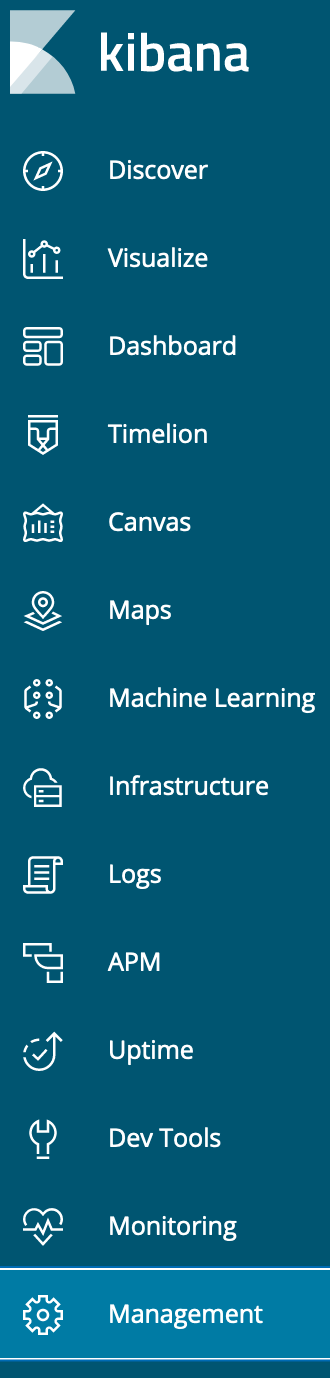 kibana
Discover
Visualize
Dashboard
Timelion
Canvas
Maps
Machine Learning
Infrastructure
Logs
APM
Uptime
Dev Tools
Monitoring
Management